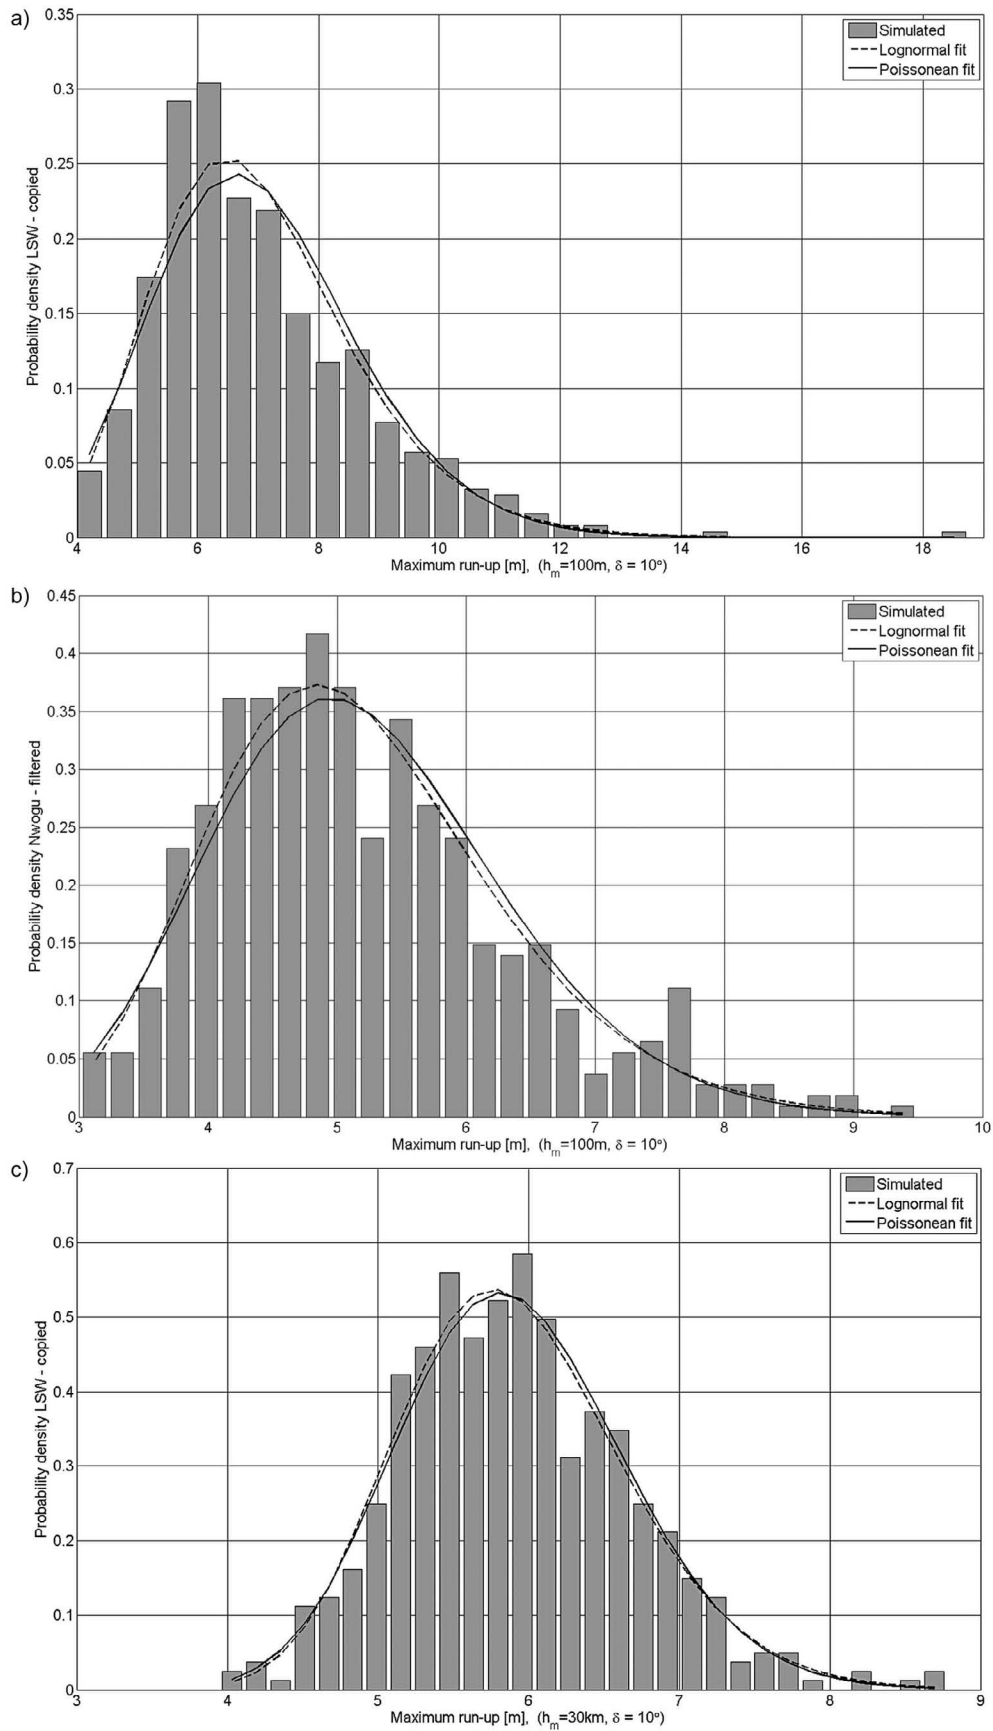 a)
0.35
0.3
0.25
0.2
0.15
0.1
0.05
0
Probability density LSW - copied
Simulated
Lognormal fit
Poissonean fit
4 6 8 10 12 14 16 18
Maximum run-up [m], (hm=100m, δ = 10°)
b)
0.45
0.4
0.35
0.3
0.25
0.2
0.15
0.1
0.05
0
Probability density Nwogu - filtered
Simulated
Lognormal fit
Poissonean fit
3 4 5 6 7 8 9 10
Maximum run-up [m], (hm=100m, δ = 10°)
c)
0.7
0.6
0.5
0.4
0.3
0.2
0.1
0
Probability density LSW - copied
Simulated
Lognormal fit
Poissonean fit
3 4 5 6 7 8 9
Maximum run-up [m], (hm=30km, δ = 10°)